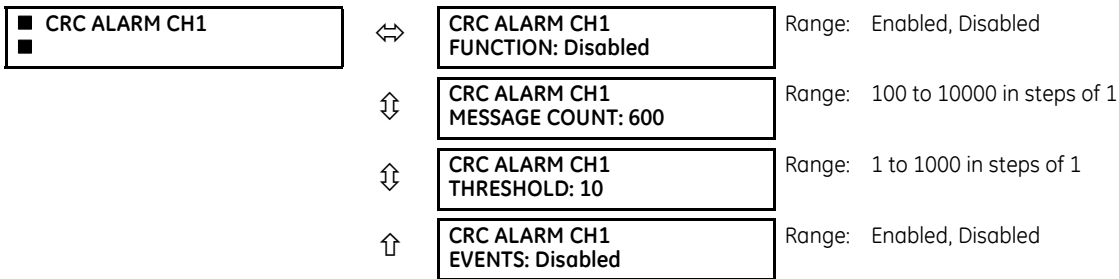 ■ CRC ALARM CH1
■
⇔ CRC ALARM CH1
FUNCTION: Disabled
Range: Enabled, Disabled
⇕ CRC ALARM CH1
MESSAGE COUNT: 600
Range: 100 to 10000 in steps of 1
⇕ CRC ALARM CH1
THRESHOLD: 10
Range: 1 to 1000 in steps of 1
⇑ CRC ALARM CH1
EVENTS: Disabled
Range: Enabled, Disabled